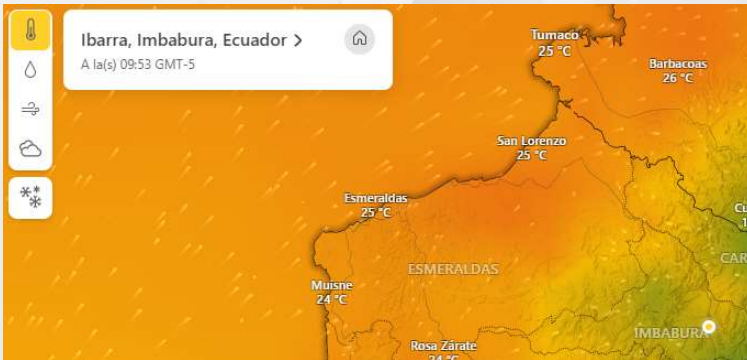 Ibarra, Imbabura, Ecuador
A la(s) 09:53 GMT-5
Tumaco
25 °C
Barbacoas
26 °C
San Lorenzo
25 °C
Esmeraldas
25 °C
ESMERALDAS
Muisne
24 °C
IMBABURA
Rosa Zárate
24 °C